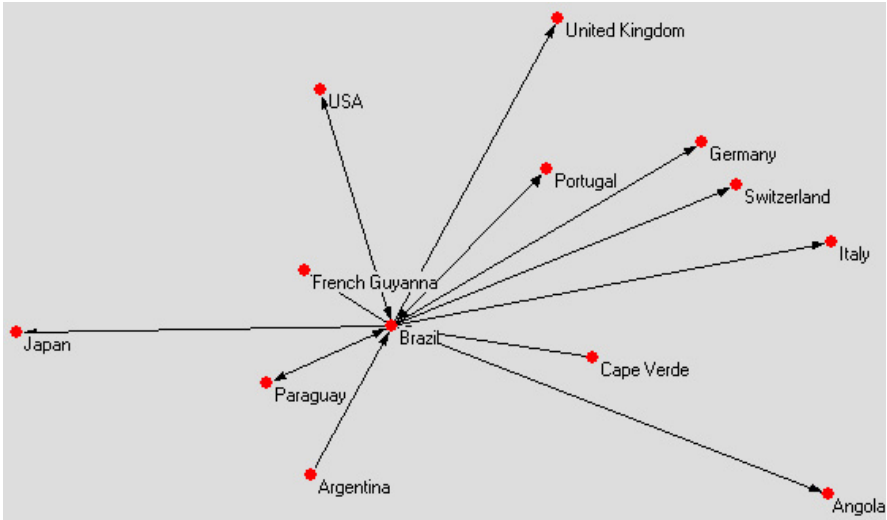 United Kingdom
USA
Germany
Portugal
Switzerland
Italy
French Guyanna
Brazil
Japan
Cape Verde
Paraguay
Argentina
Angola